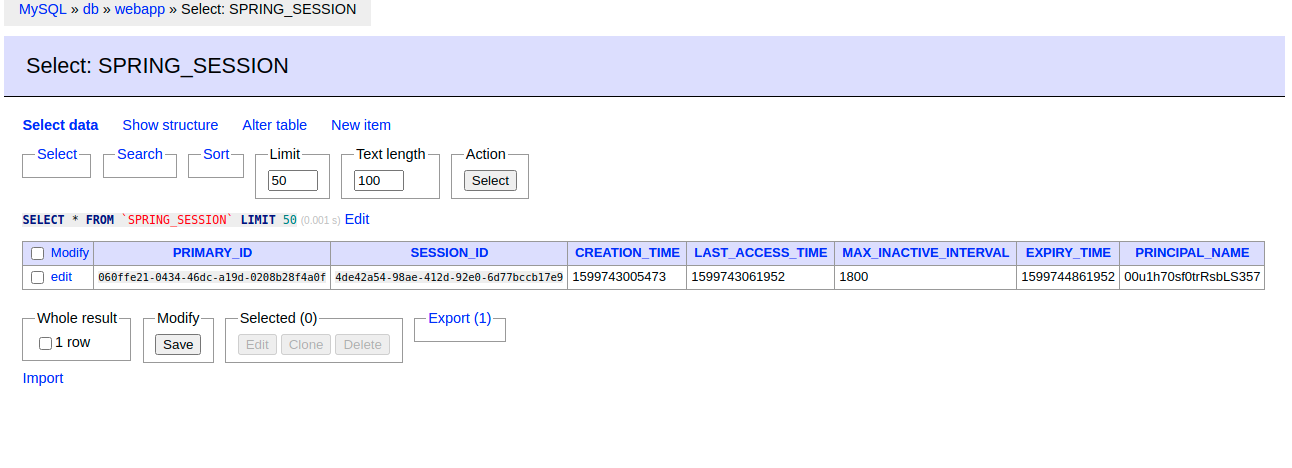 MySQL » db » webapp » Select: SPRING_SESSION
Select: SPRING_SESSION
Select data Show structure Alter table New item
Select Search Sort Limit Text length Action
50 100 Select
SELECT * FROM `SPRING_SESSION` LIMIT 50 (0.001 s) Edit
Modify PRIMARY_ID SESSION_ID CREATION_TIME LAST_ACCESS_TIME MAX_INACTIVE_INTERVAL EXPIRY_TIME PRINCIPAL_NAME
edit 060ffe21-0434-46dc-a19d-0208b28f4a0f 4de42a54-98ae-412d-92e0-6d77bccb17e9 1599743005473 1599743061952 1800 1599744861952 00u1h70sf0trRsbLS357
Whole result Modify Selected (0) Export (1)
1 row Save Edit Clone Delete
Import